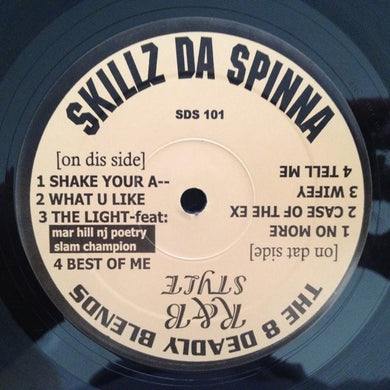 SKILLZ DA SPINNA
SDS 101
[on dis side]
1 SHAKE YOUR A--
2 WHAT U LIKE
3 THE LIGHT-feat:
mar hill nj poetry
slam champion
4 BEST OF ME
THE 8 DEADLY BLENDS
R&B
STYLE
[on dat side]
1 NO MORE
2 CASE OF THE EX
3 WIFEY
4 TELL ME